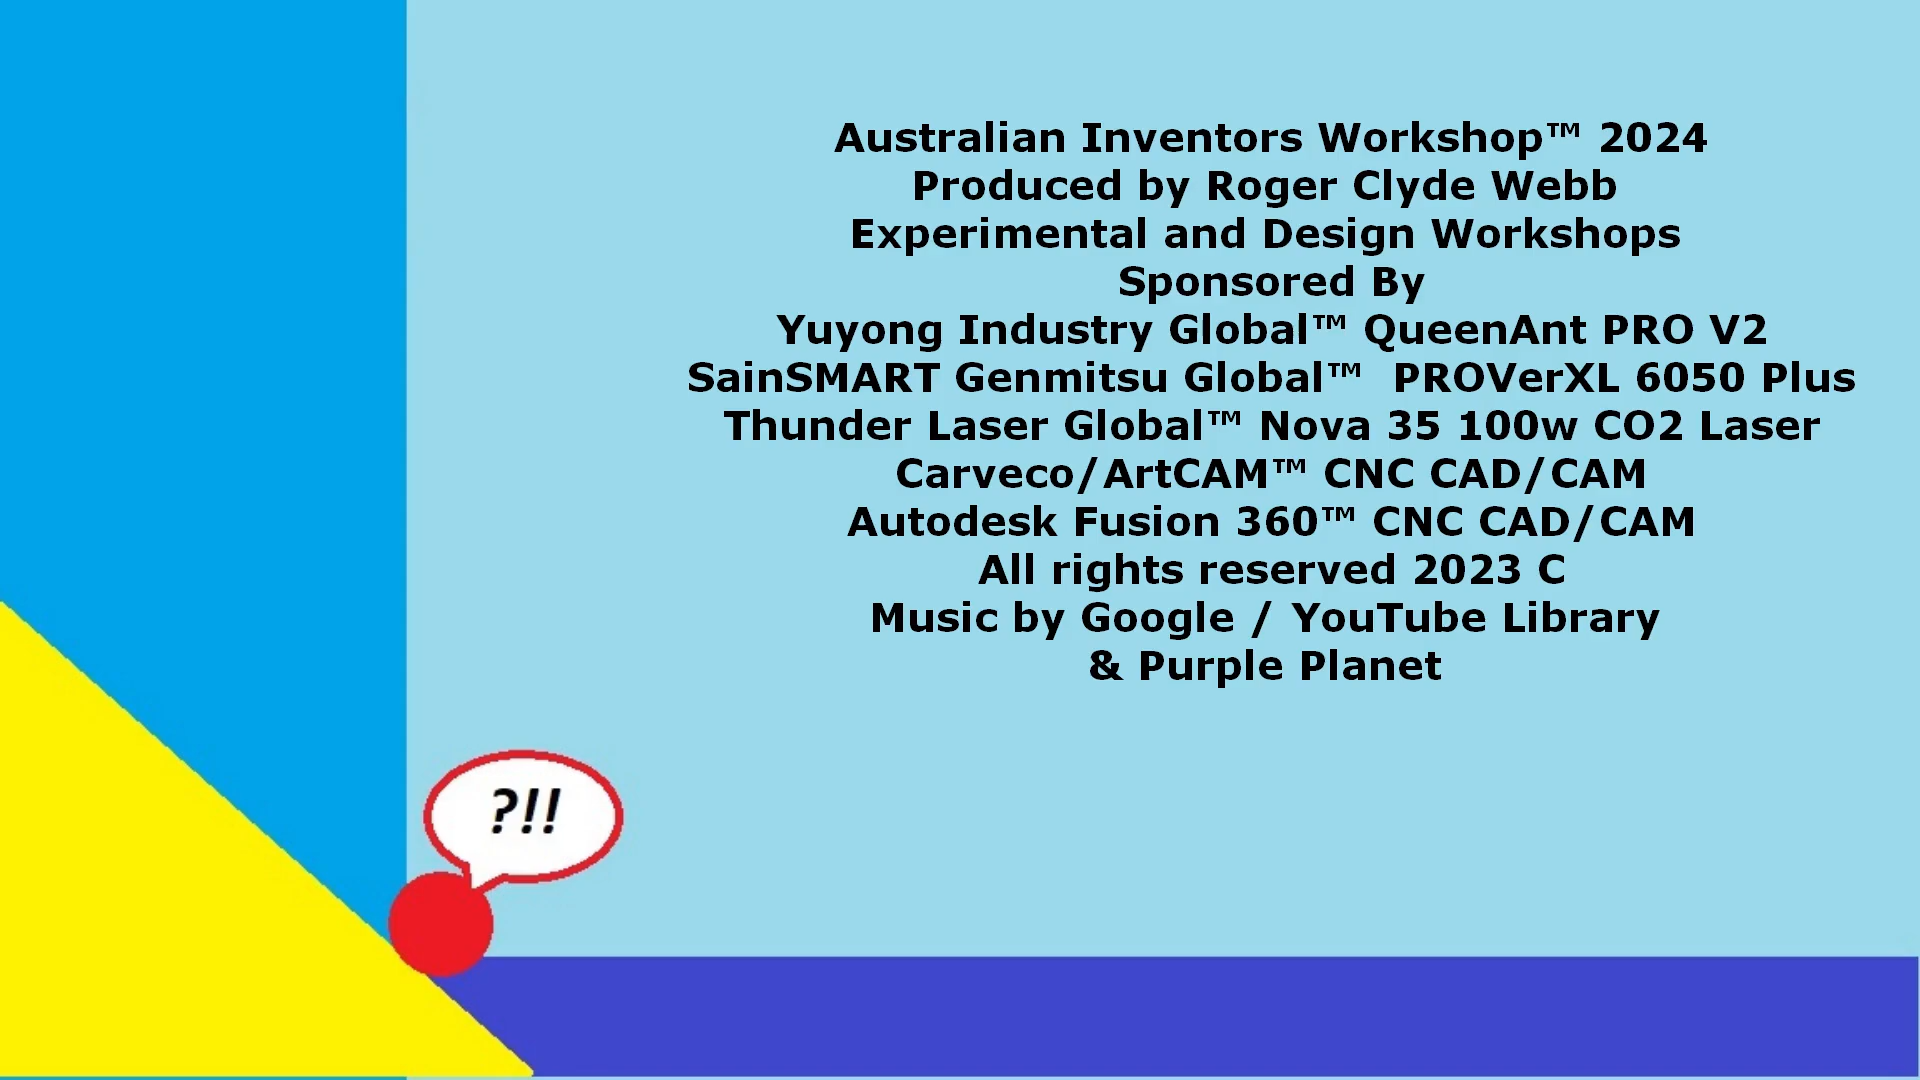 Australian Inventors Workshop™ 2024
Produced by Roger Clyde Webb
Experimental and Design Workshops
Sponsored By
Yuyong Industry Global™ QueenAnt PRO V2
SainSMART Genmitsu Global™  PROVerXL 6050 Plus
Thunder Laser Global™ Nova 35 100w CO2 Laser
Carveco/ArtCAM™ CNC CAD/CAM
Autodesk Fusion 360™ CNC CAD/CAM
All rights reserved 2023 C
Music by Google / YouTube Library
& Purple Planet
?!!